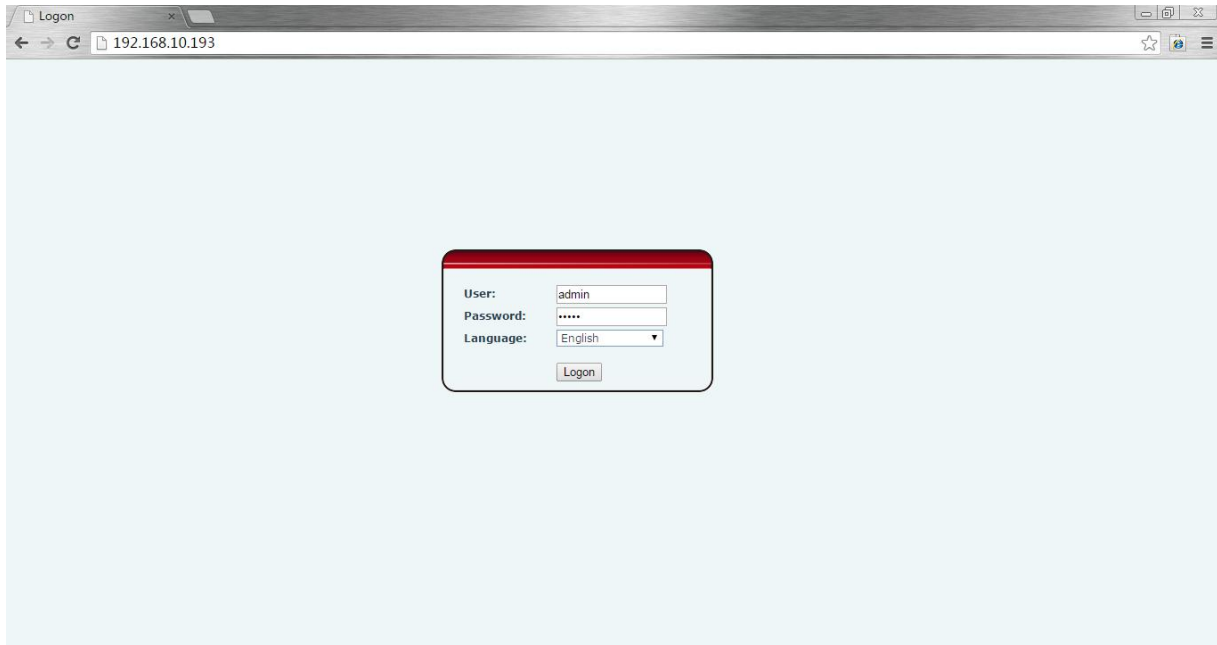 Logon
192.168.10.193
User: admin
Password: •••••
Language: English
Logon